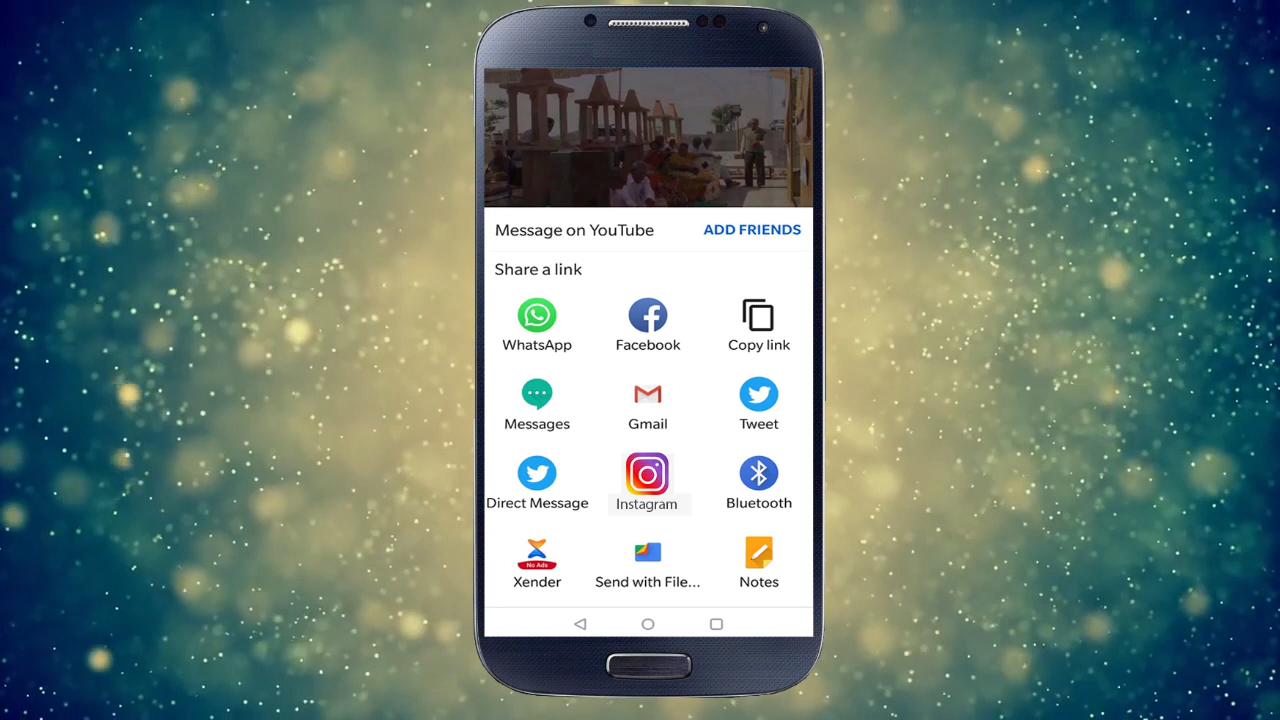 Message on YouTube ADD FRIENDS
Share a link
WhatsApp Facebook Copy link
Messages Gmail Tweet
Direct Message Instagram Bluetooth
No Ads
Xender Send with File... Notes